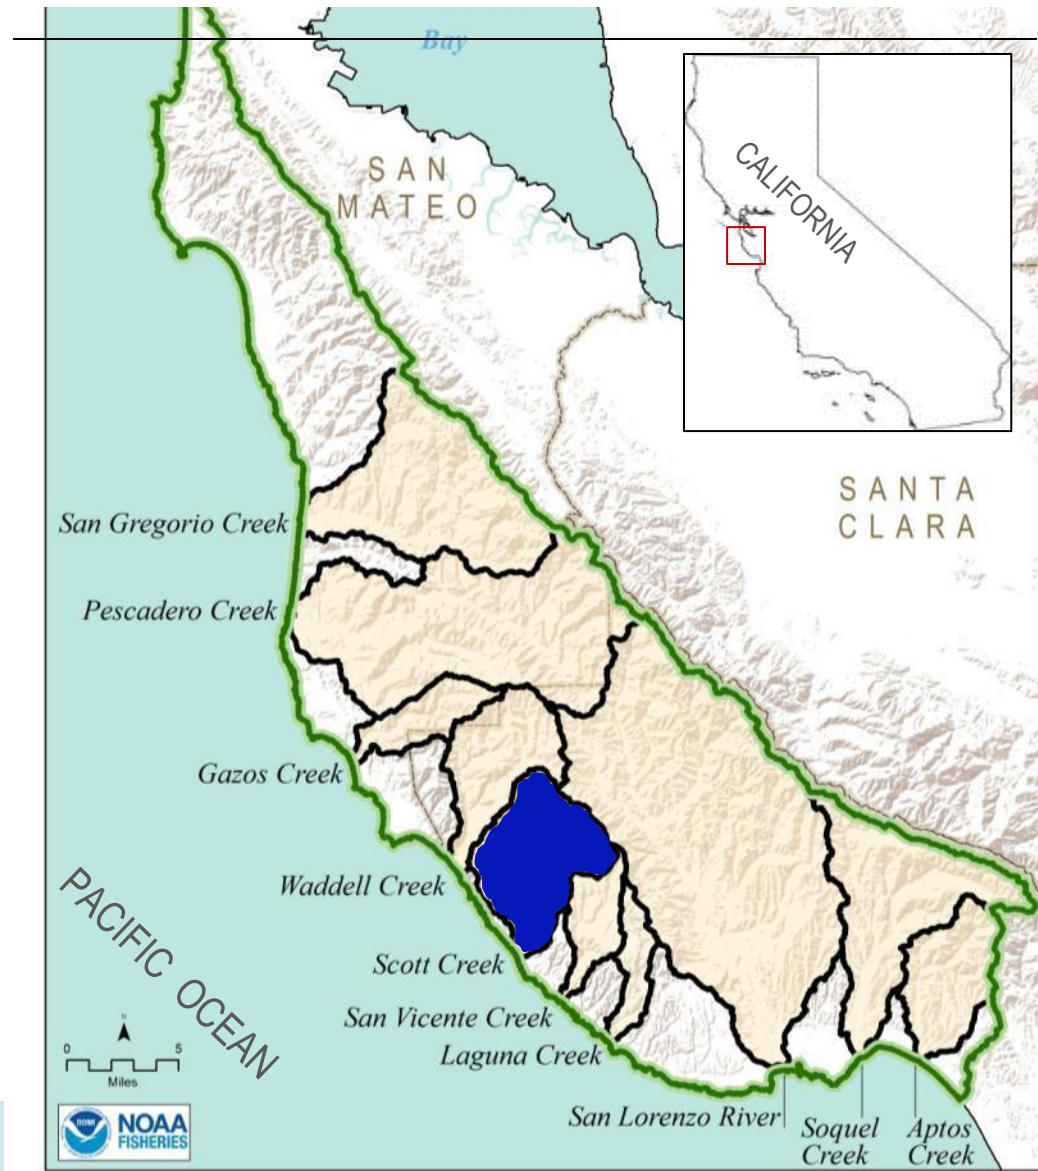 Bay
SAN
MATEO
CALIFORNIA
SANTA
CLARA
San Gregorio Creek
Pescadero Creek
Gazos Creek
Waddell Creek
PACIFIC OCEAN
Scott Creek
San Vicente Creek
Laguna Creek
N
0 5
Miles
San Lorenzo River
Soquel
Creek
Aptos
Creek
NOAA
NOAA
FISHERIES